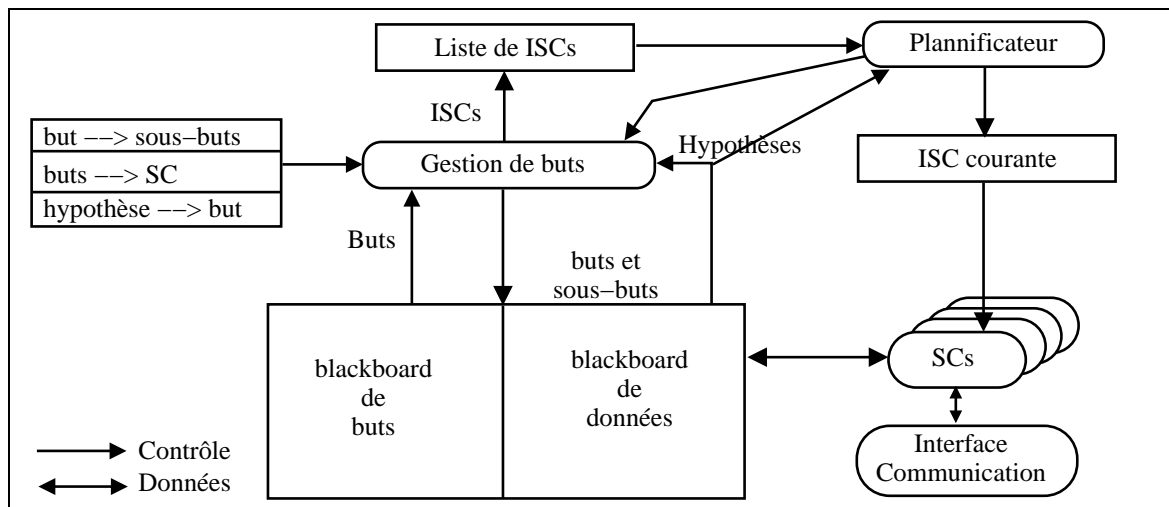 Liste de ISCs
Plannificateur
ISCs
but −−> sous−buts
buts −−> SC
hypothèse −−> but
Gestion de buts
Hypothèses
ISC courante
Buts
buts et
sous−buts
blackboard
de
buts
blackboard
de
données
SCs
Interface
Communication
Contrôle
Données